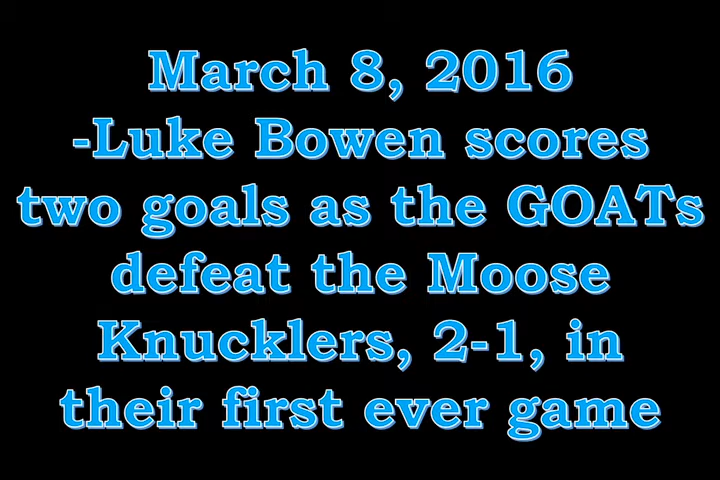 March 8, 2016
-Luke Bowen scores
two goals as the GOATs
defeat the Moose
Knucklers, 2-1, in
their first ever game